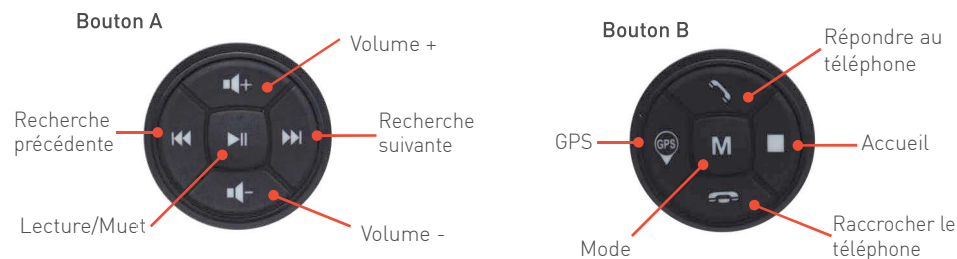 Bouton A
Volume +
Recherche
précédente
Recherche
suivante
Lecture/Muet
Volume -
Bouton B
Répondre au
téléphone
GPS
GPS
M
Accueil
Mode
Raccrocher le
téléphone